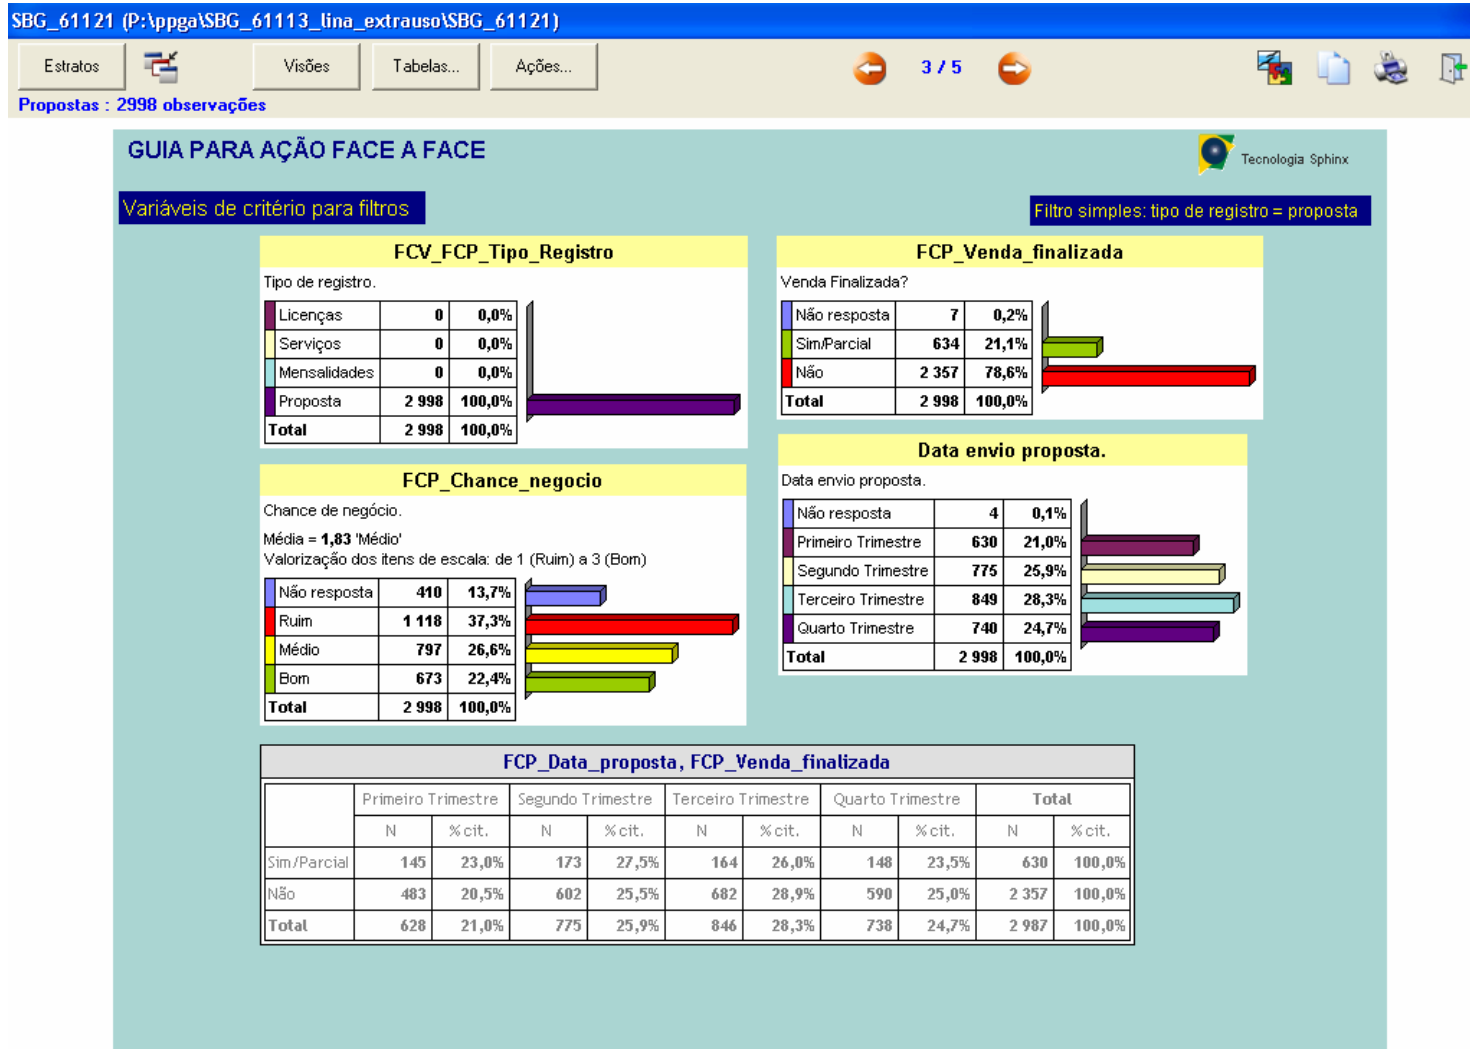 SBG_61121 (P:\ppga\SBG_61113_lina_extrauso\SBG_61121)
Estratos Visões Tabelas... Ações... 3 / 5
Propostas : 2998 observações
GUIA PARA AÇÃO FACE A FACE
Tecnologia Sphinx
Variáveis de critério para filtros
Filtro simples: tipo de registro = proposta
FCV_FCP_Tipo_Registro
Tipo de registro.
Licenças 0 0,0%
Serviços 0 0,0%
Mensalidades 0 0,0%
Proposta 2 998 100,0%
Total 2 998 100,0%
FCP_Venda_finalizada
Venda Finalizada?
Não resposta 7 0,2%
Sim/Parcial 634 21,1%
Não 2 357 78,6%
Total 2 998 100,0%
FCP_Chance_negocio
Chance de negócio.
Média = 1,83 'Médio'
Valorização dos itens de escala: de 1 (Ruim) a 3 (Bom)
Não resposta 410 13,7%
Ruim 1 118 37,3%
Médio 797 26,6%
Bom 673 22,4%
Total 2 998 100,0%
Data envio proposta.
Data envio proposta.
Não resposta 4 0,1%
Primeiro Trimestre 630 21,0%
Segundo Trimestre 775 25,9%
Terceiro Trimestre 849 28,3%
Quarto Trimestre 740 24,7%
Total 2 998 100,0%
FCP_Data_proposta, FCP_Venda_finalizada
Primeiro Trimestre Segundo Trimestre Terceiro Trimestre Quarto Trimestre Total
N % cit. N % cit. N % cit. N % cit. N % cit.
Sim/Parcial 145 23,0% 173 27,5% 164 26,0% 148 23,5% 630 100,0%
Não 483 20,5% 602 25,5% 682 28,9% 590 25,0% 2 357 100,0%
Total 628 21,0% 775 25,9% 846 28,3% 738 24,7% 2 987 100,0%